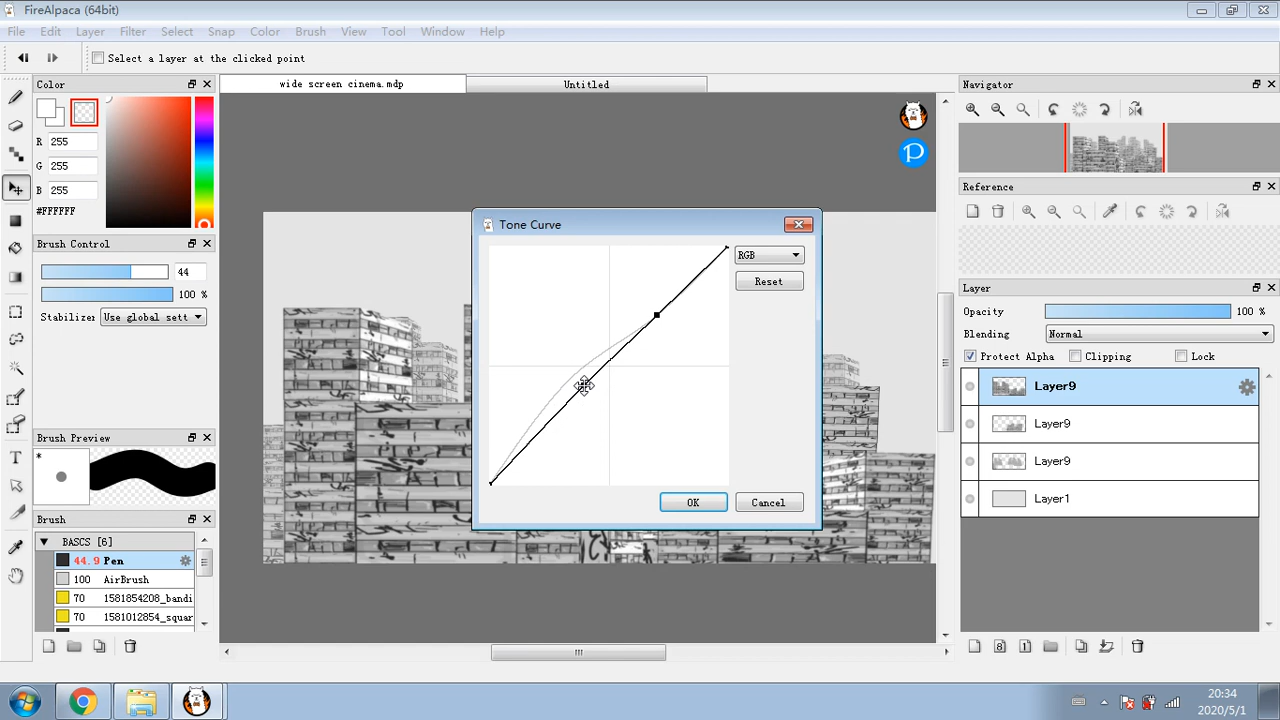 FireAlpaca (64bit)
File Edit Layer Filter Select Snap Color Brush View Tool Window Help
Select a layer at the clicked point
Color
R 255
G 255
B 255
#FFFFFF
Brush Control
44
100 %
Stabilizer Use global sett
Brush Preview
*
Brush
BASCS [6]
44.9 Pen
100 AirBrush
70 1581854208_bandi
70 1581012854_squar
wide screen cinema.mdp
Untitled
P
Tone Curve
RGB
Reset
OK
Cancel
Navigator
Reference
Layer
Opacity 100 %
Blending Normal
Protect Alpha Clipping Lock
Layer9
Layer9
Layer9
Layer1
8 1
20:34
2020/5/1